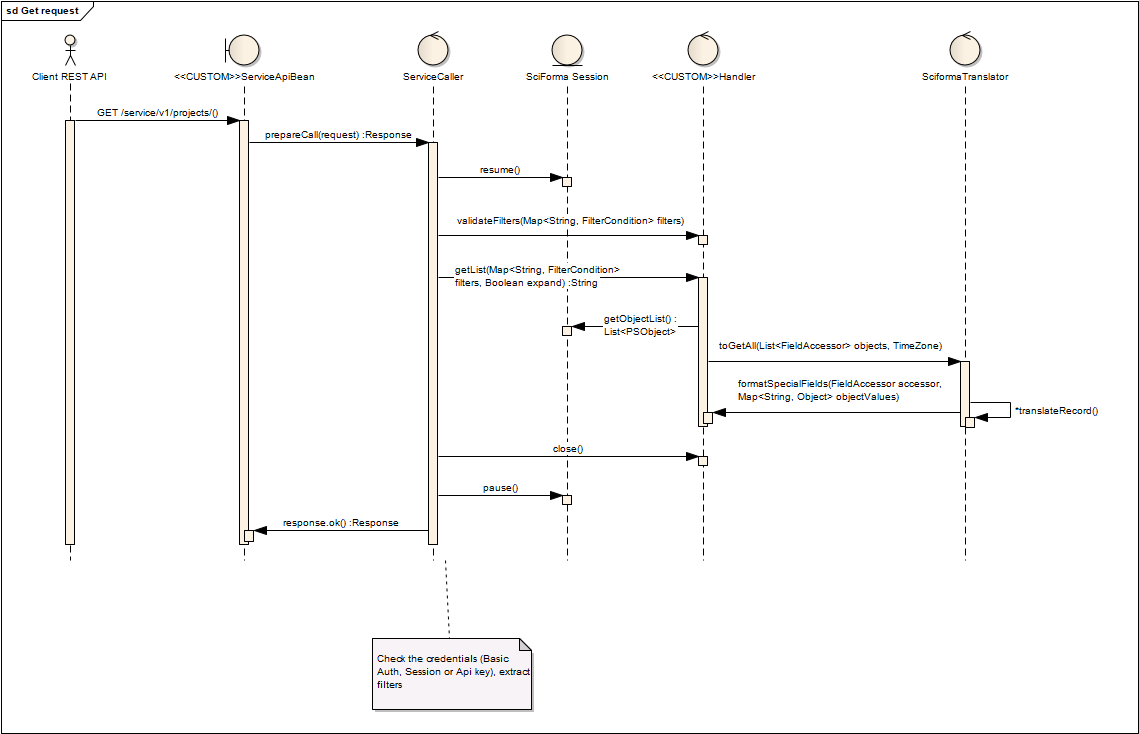 sd Get request
Client REST API
<<CUSTOM>>ServiceApiBean
ServiceCaller
SciForma Session
<<CUSTOM>>Handler
SciformaTranslator
GET /service/v1/projects/()
prepareCall(request) :Response
resume()
validateFilters(Map<String, FilterCondition> filters)
getList(Map<String, FilterCondition>
filters, Boolean expand) :String
getObjectList() :
List<PSObject>
toGetAll(List<FieldAccessor> objects, TimeZone)
formatSpecialFields(FieldAccessor accessor,
Map<String, Object> objectValues)
*translateRecord()
close()
pause()
response.ok() :Response
Check the credentials (Basic
Auth, Session or Api key), extract
filters